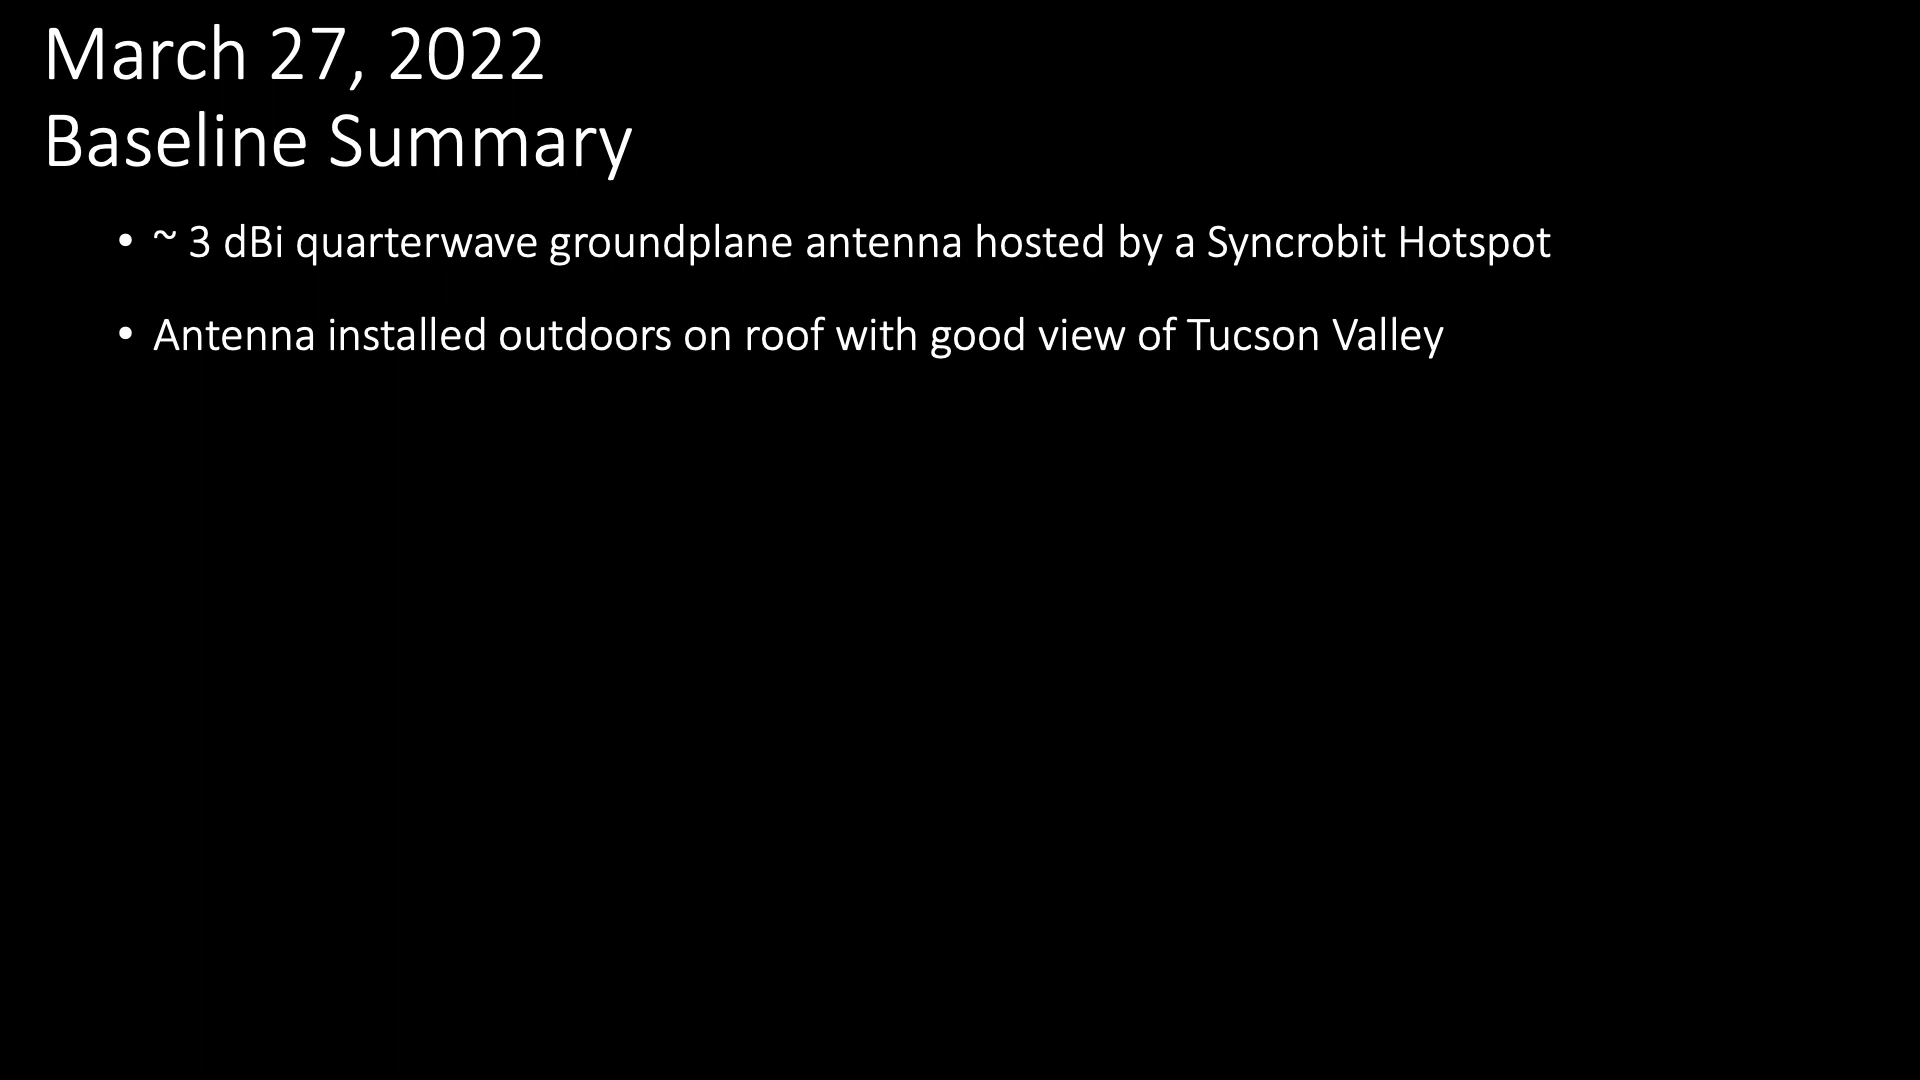 March 27, 2022
Baseline Summary
• ~ 3 dBi quarterwave groundplane antenna hosted by a Syncrobit Hotspot
• Antenna installed outdoors on roof with good view of Tucson Valley